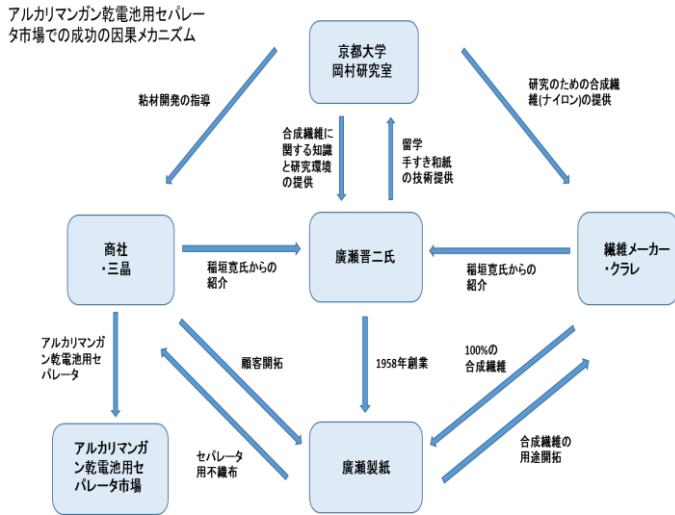 アルカリマンガン乾電池用セパレー
タ市場での成功の因果メカニズム
京都大学
岡村研究室
粘材開発の指導
研究のための合成繊
維(ナイロン)の提供
合成繊維に
関する知識
と研究環境
の提供
留学
手すき和紙
の技術提供
商社
・三晶
廣瀬晋二氏
繊維メーカー
・クラレ
稲垣寛氏からの
紹介
稲垣寛氏からの
紹介
アルカリマンガ
ン乾電池用セ
パレータ
顧客開拓
1958年創業
100%の
合成繊維
アルカリマンガ
ン乾電池用セ
パレータ市場
セパレータ
用不織布
廣瀬製紙
合成繊維の
用途開拓